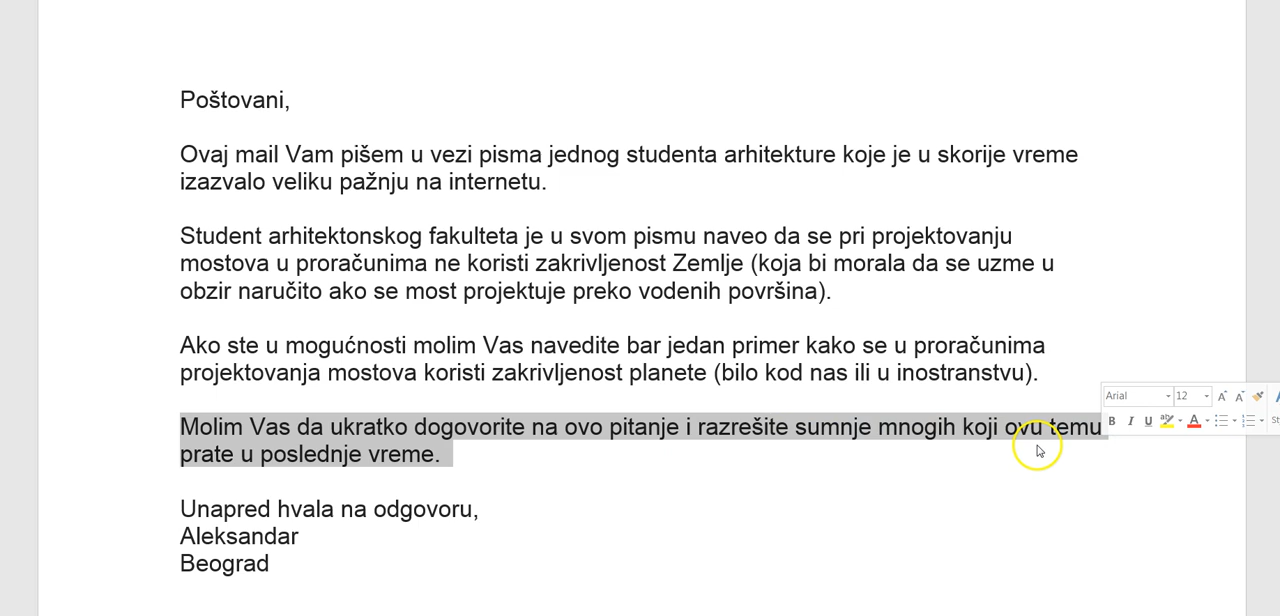 Poštovani,
Ovaj mail Vam pišem u vezi pisma jednog studenta arhitekture koje je u skorije vreme
izazvalo veliku pažnju na internetu.
Student arhitektonskog fakulteta je u svom pismu naveo da se pri projektovanju
mostova u proračunima ne koristi zakrivljenost Zemlje (koja bi morala da se uzme u
obzir naručito ako se most projektuje preko vodenih površina).
Ako ste u mogućnosti molim Vas navedite bar jedan primer kako se u proračunima
projektovanja mostova koristi zakrivljenost planete (bilo kod nas ili u inostranstvu).
Arial 12
B I U
Molim Vas da ukratko dogovorite na ovo pitanje i razrešite sumnje mnogih koji ovu temu
prate u poslednje vreme.
Unapred hvala na odgovoru,
Aleksandar
Beograd